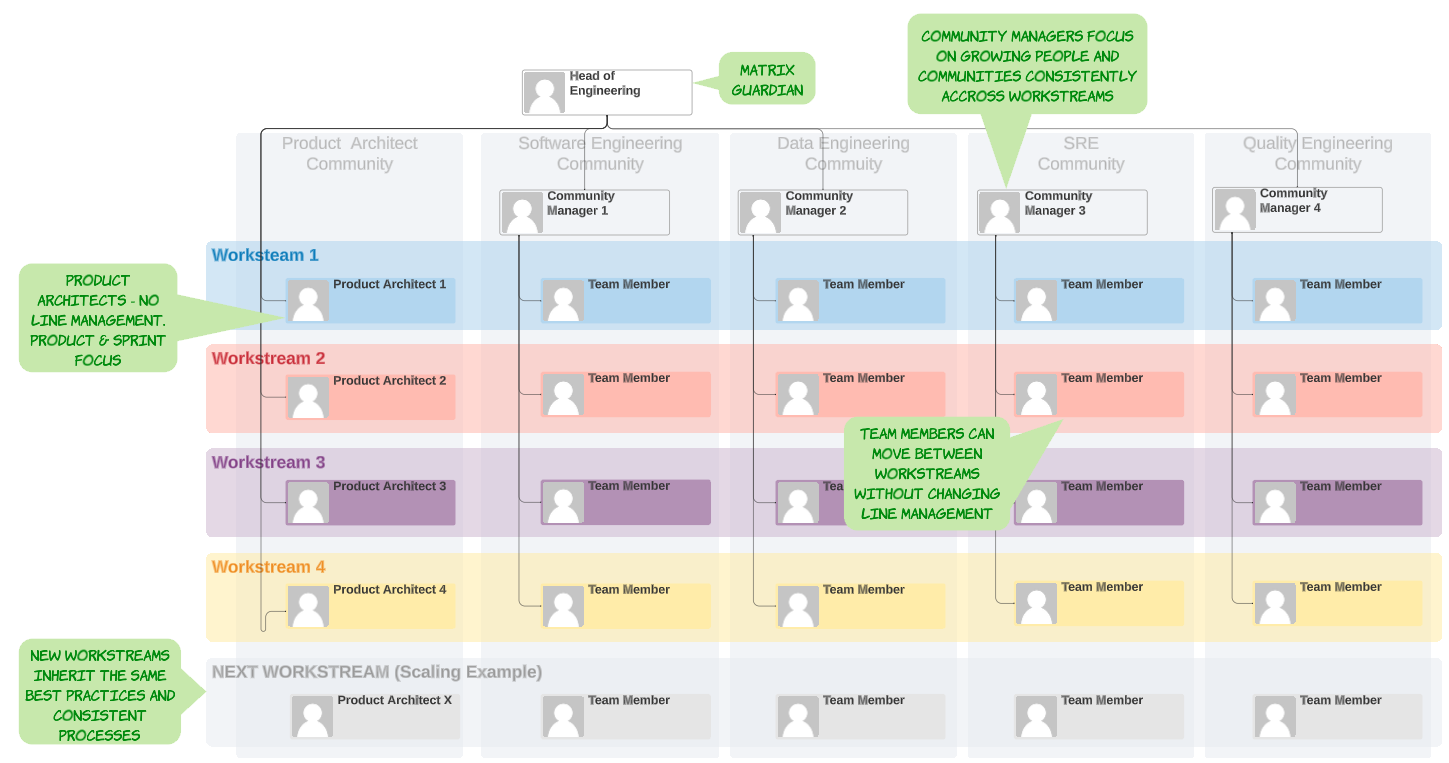 COMMUNITY MANAGERS FOCUS
ON GROWING PEOPLE AND
COMMUNITIES CONSISTENTLY
ACCROSS WORKSTREAMS
MATRIX
GUARDIAN
Head of
Engineering
Product Architect
Community
Software Engineering
Community
Data Engineering
Commuity
SRE
Community
Quality Engineering
Community
Community
Manager 1
Community
Manager 2
Community
Manager 3
Community
Manager 4
Worksteam 1
PRODUCT
ARCHITECTS - NO
LINE MANAGEMENT.
PRODUCT & SPRINT
FOCUS
Product Architect 1
Team Member
Team Member
Team Member
Team Member
Workstream 2
Product Architect 2
Team Member
Team Member
Team Member
Team Member
TEAM MEMBERS CAN
MOVE BETWEEN
WORKSTREAMS
WITHOUT CHANGING
LINE MANAGEMENT
Workstream 3
Product Architect 3
Team Member
Tea
Team Member
Team Member
Workstream 4
Product Architect 4
Team Member
Team Member
Team Member
Team Member
NEW WORKSTREAMS
INHERIT THE SAME
BEST PRACTICES AND
CONSISTENT
PROCESSES
NEXT WORKSTREAM (Scaling Example)
Product Architect X
Team Member
Team Member
Team Member
Team Member